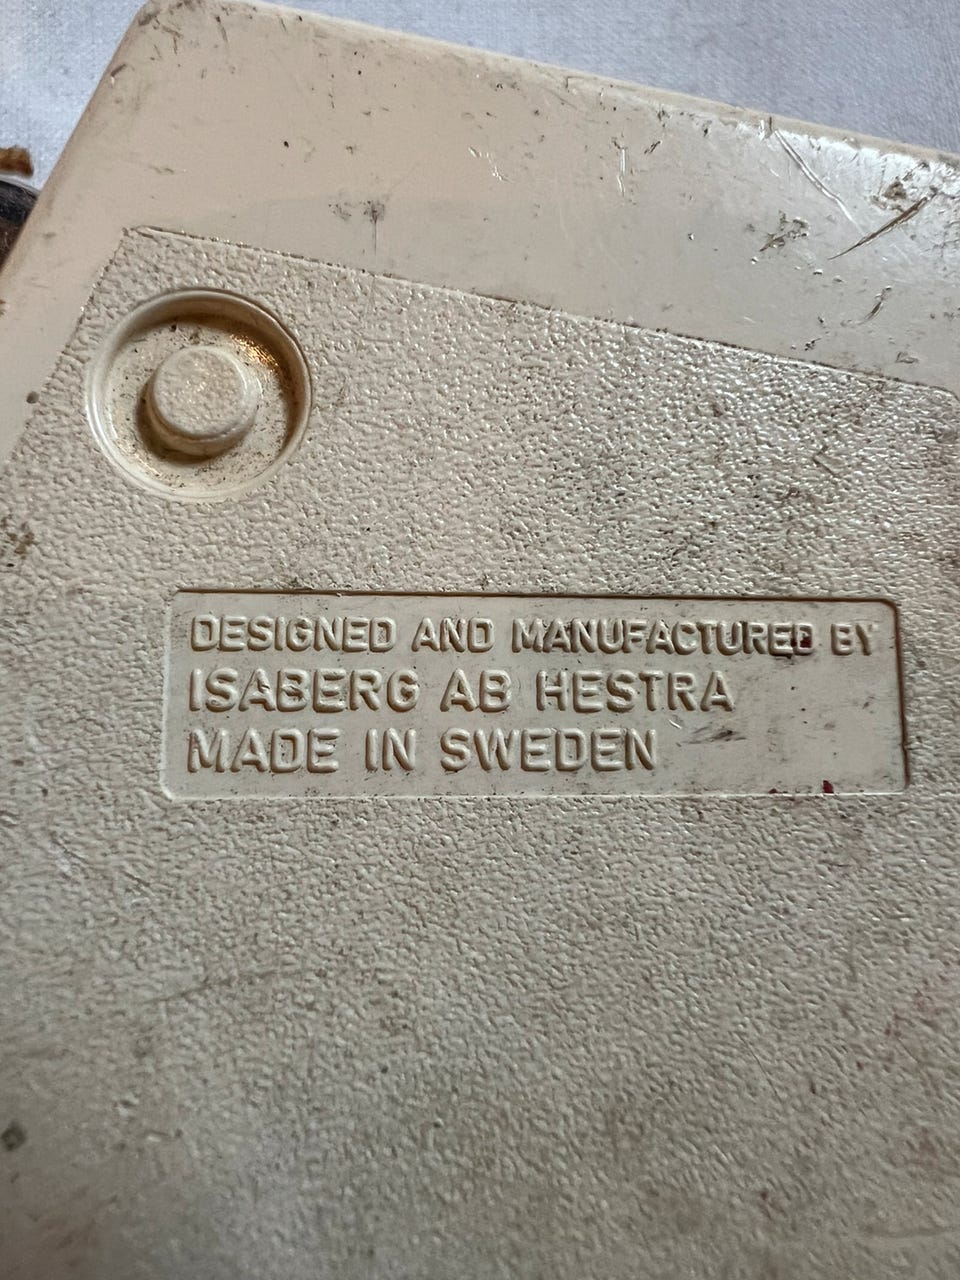 DESIGNED AND MANUFACTURED BY
ISABERG AB HESTRA
MADE IN SWEDEN